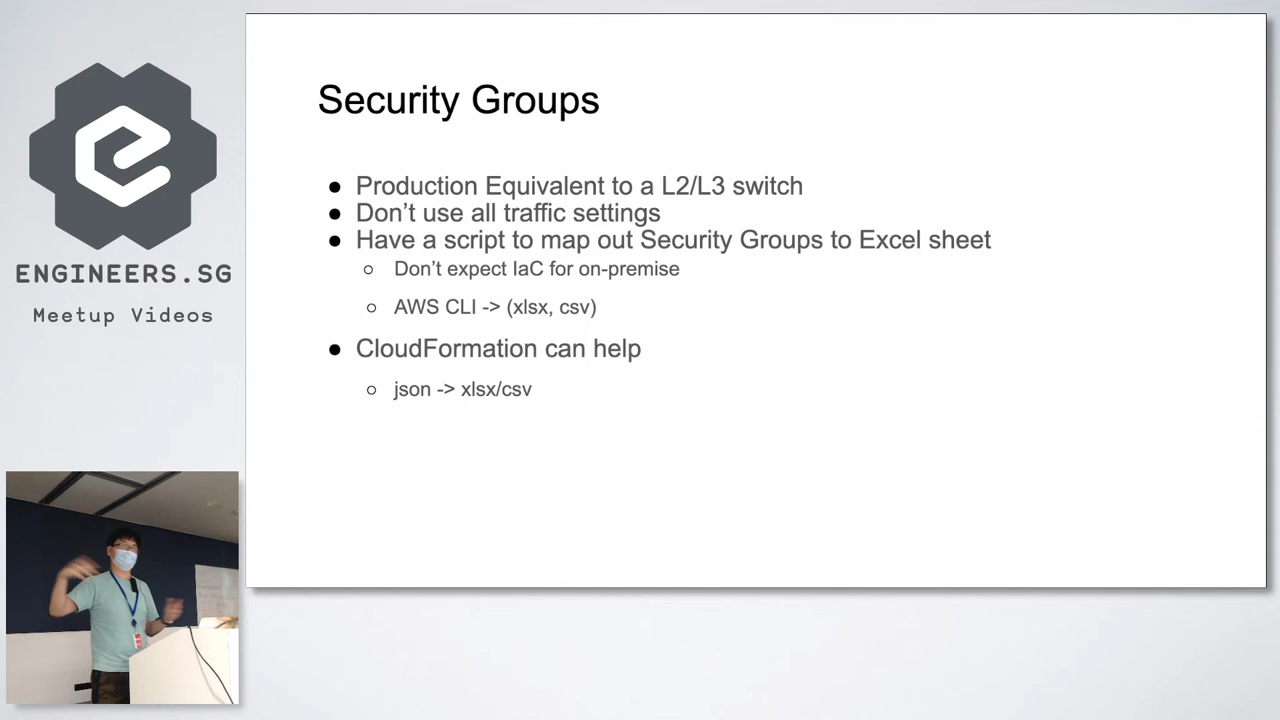 ENGINEERS.SG
Meetup Videos
Security Groups
● Production Equivalent to a L2/L3 switch
● Don’t use all traffic settings
● Have a script to map out Security Groups to Excel sheet
○ Don’t expect IaC for on-premise
○ AWS CLI -> (xlsx, csv)
● CloudFormation can help
○ json -> xlsx/csv